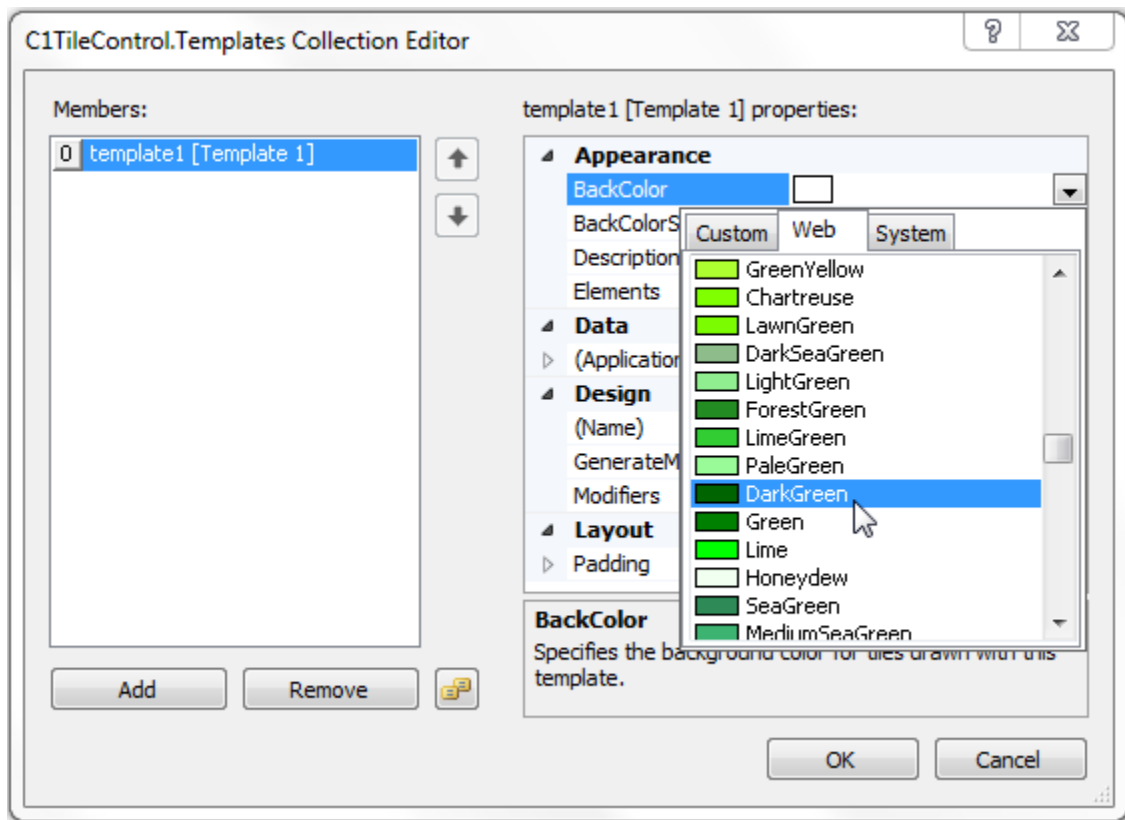 C1TileControl.Templates Collection Editor
Members:
template1 [Template 1] properties:
0 template1 [Template 1]
Appearance
BackColor
BackColorS
Description
Elements
Data
(Application
Design
(Name)
GenerateM
Modifiers
Layout
Padding
Custom Web System
GreenYellow
Chartreuse
LawnGreen
DarkSeaGreen
LightGreen
ForestGreen
LimeGreen
PaleGreen
DarkGreen
Green
Lime
Honeydew
SeaGreen
MediumSeaGreen
BackColor
Specifies the background color for tiles drawn with this
template.
Add Remove
OK Cancel